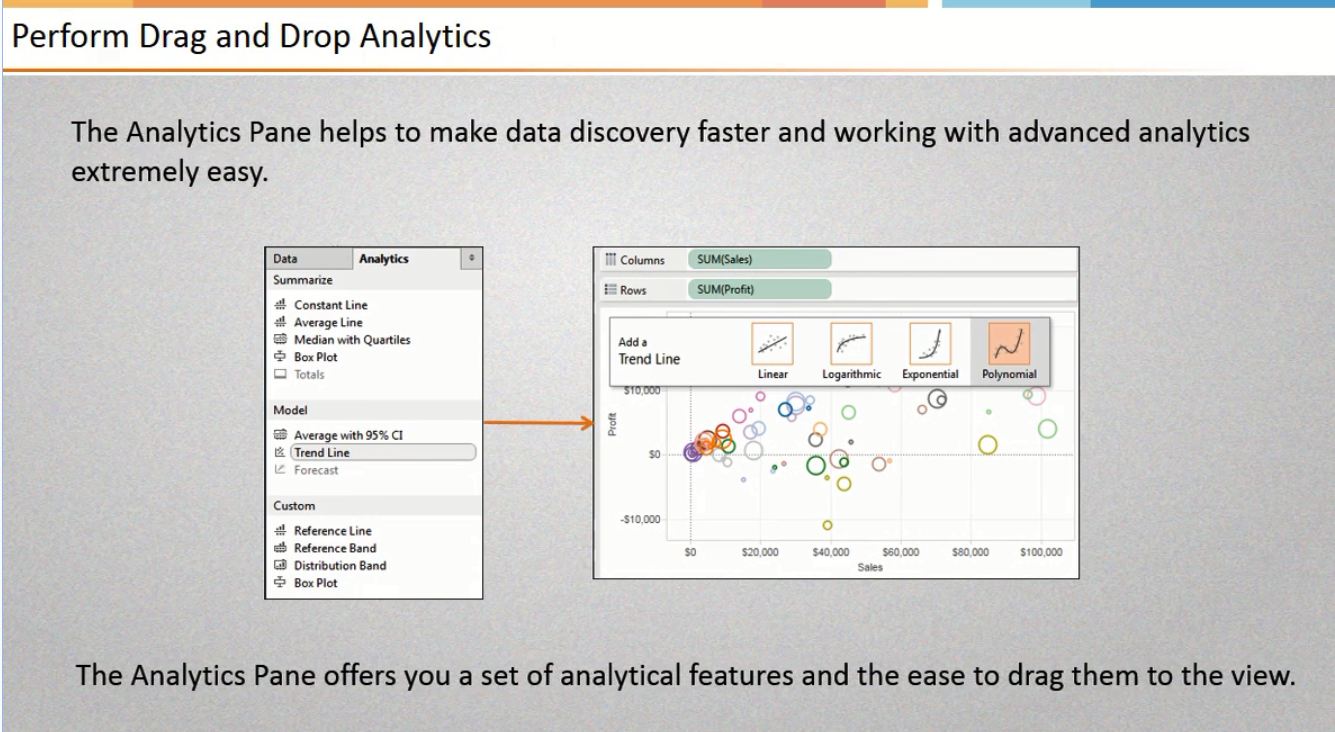 Perform Drag and Drop Analytics
The Analytics Pane helps to make data discovery faster and working with advanced analytics
extremely easy.
Data Analytics
Summarize
Constant Line
Average Line
Median with Quartiles
Box Plot
Totals
Model
Average with 95% CI
Trend Line
Forecast
Custom
Reference Line
Reference Band
Distribution Band
Box Plot
Columns SUM(Sales)
Rows SUM(Profit)
Add a
Trend Line
Linear Logarithmic Exponential Polynomial
$10,000
Profit
$0
-$10,000
$0 $20,000 $40,000 $60,000 $80,000 $100,000
Sales
The Analytics Pane offers you a set of analytical features and the ease to drag them to the view.